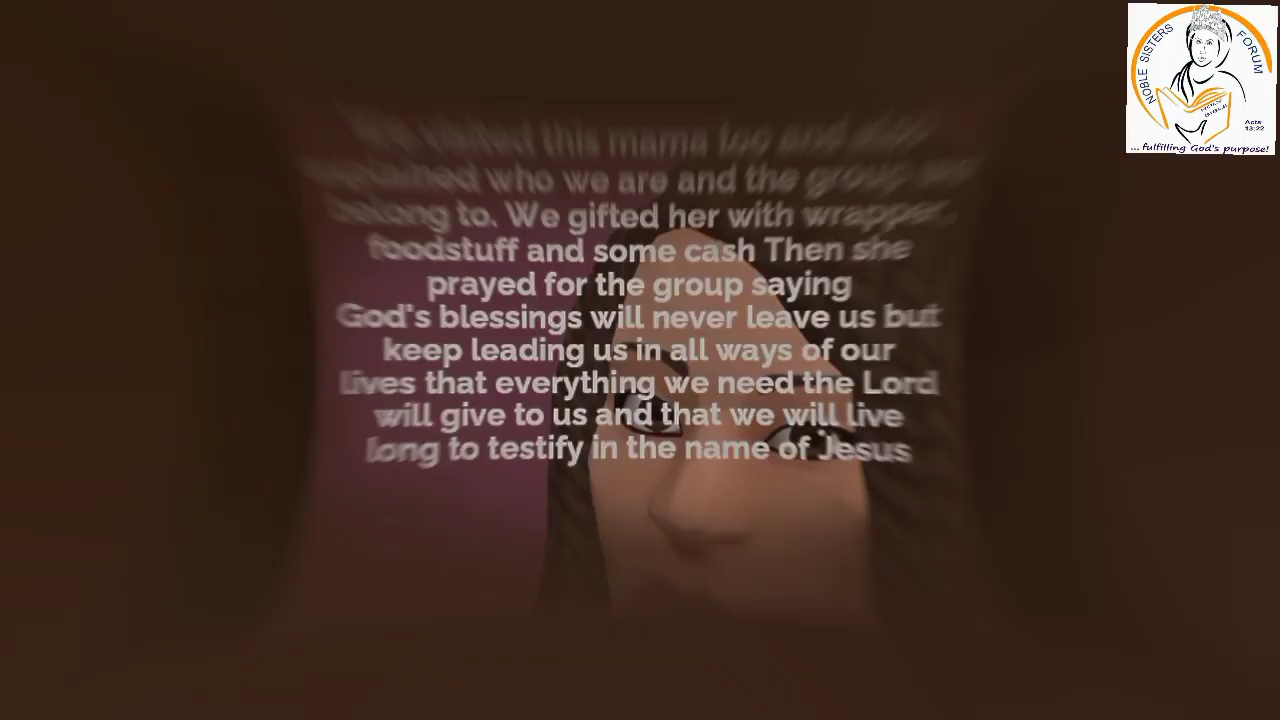 We visited this mama too and also
explained who we are and the group we
belong to. We gifted her with wrapper,
foodstuff and some cash Then she
prayed for the group saying
God's blessings will never leave us but
keep leading us in all ways of our
lives that everything we need the Lord
will give to us and that we will live
long to testify in the name of Jesus
NOBLE SISTERS FORUM
HOLY
BIBLE
Acts
13:22
... fulfilling God's purpose!